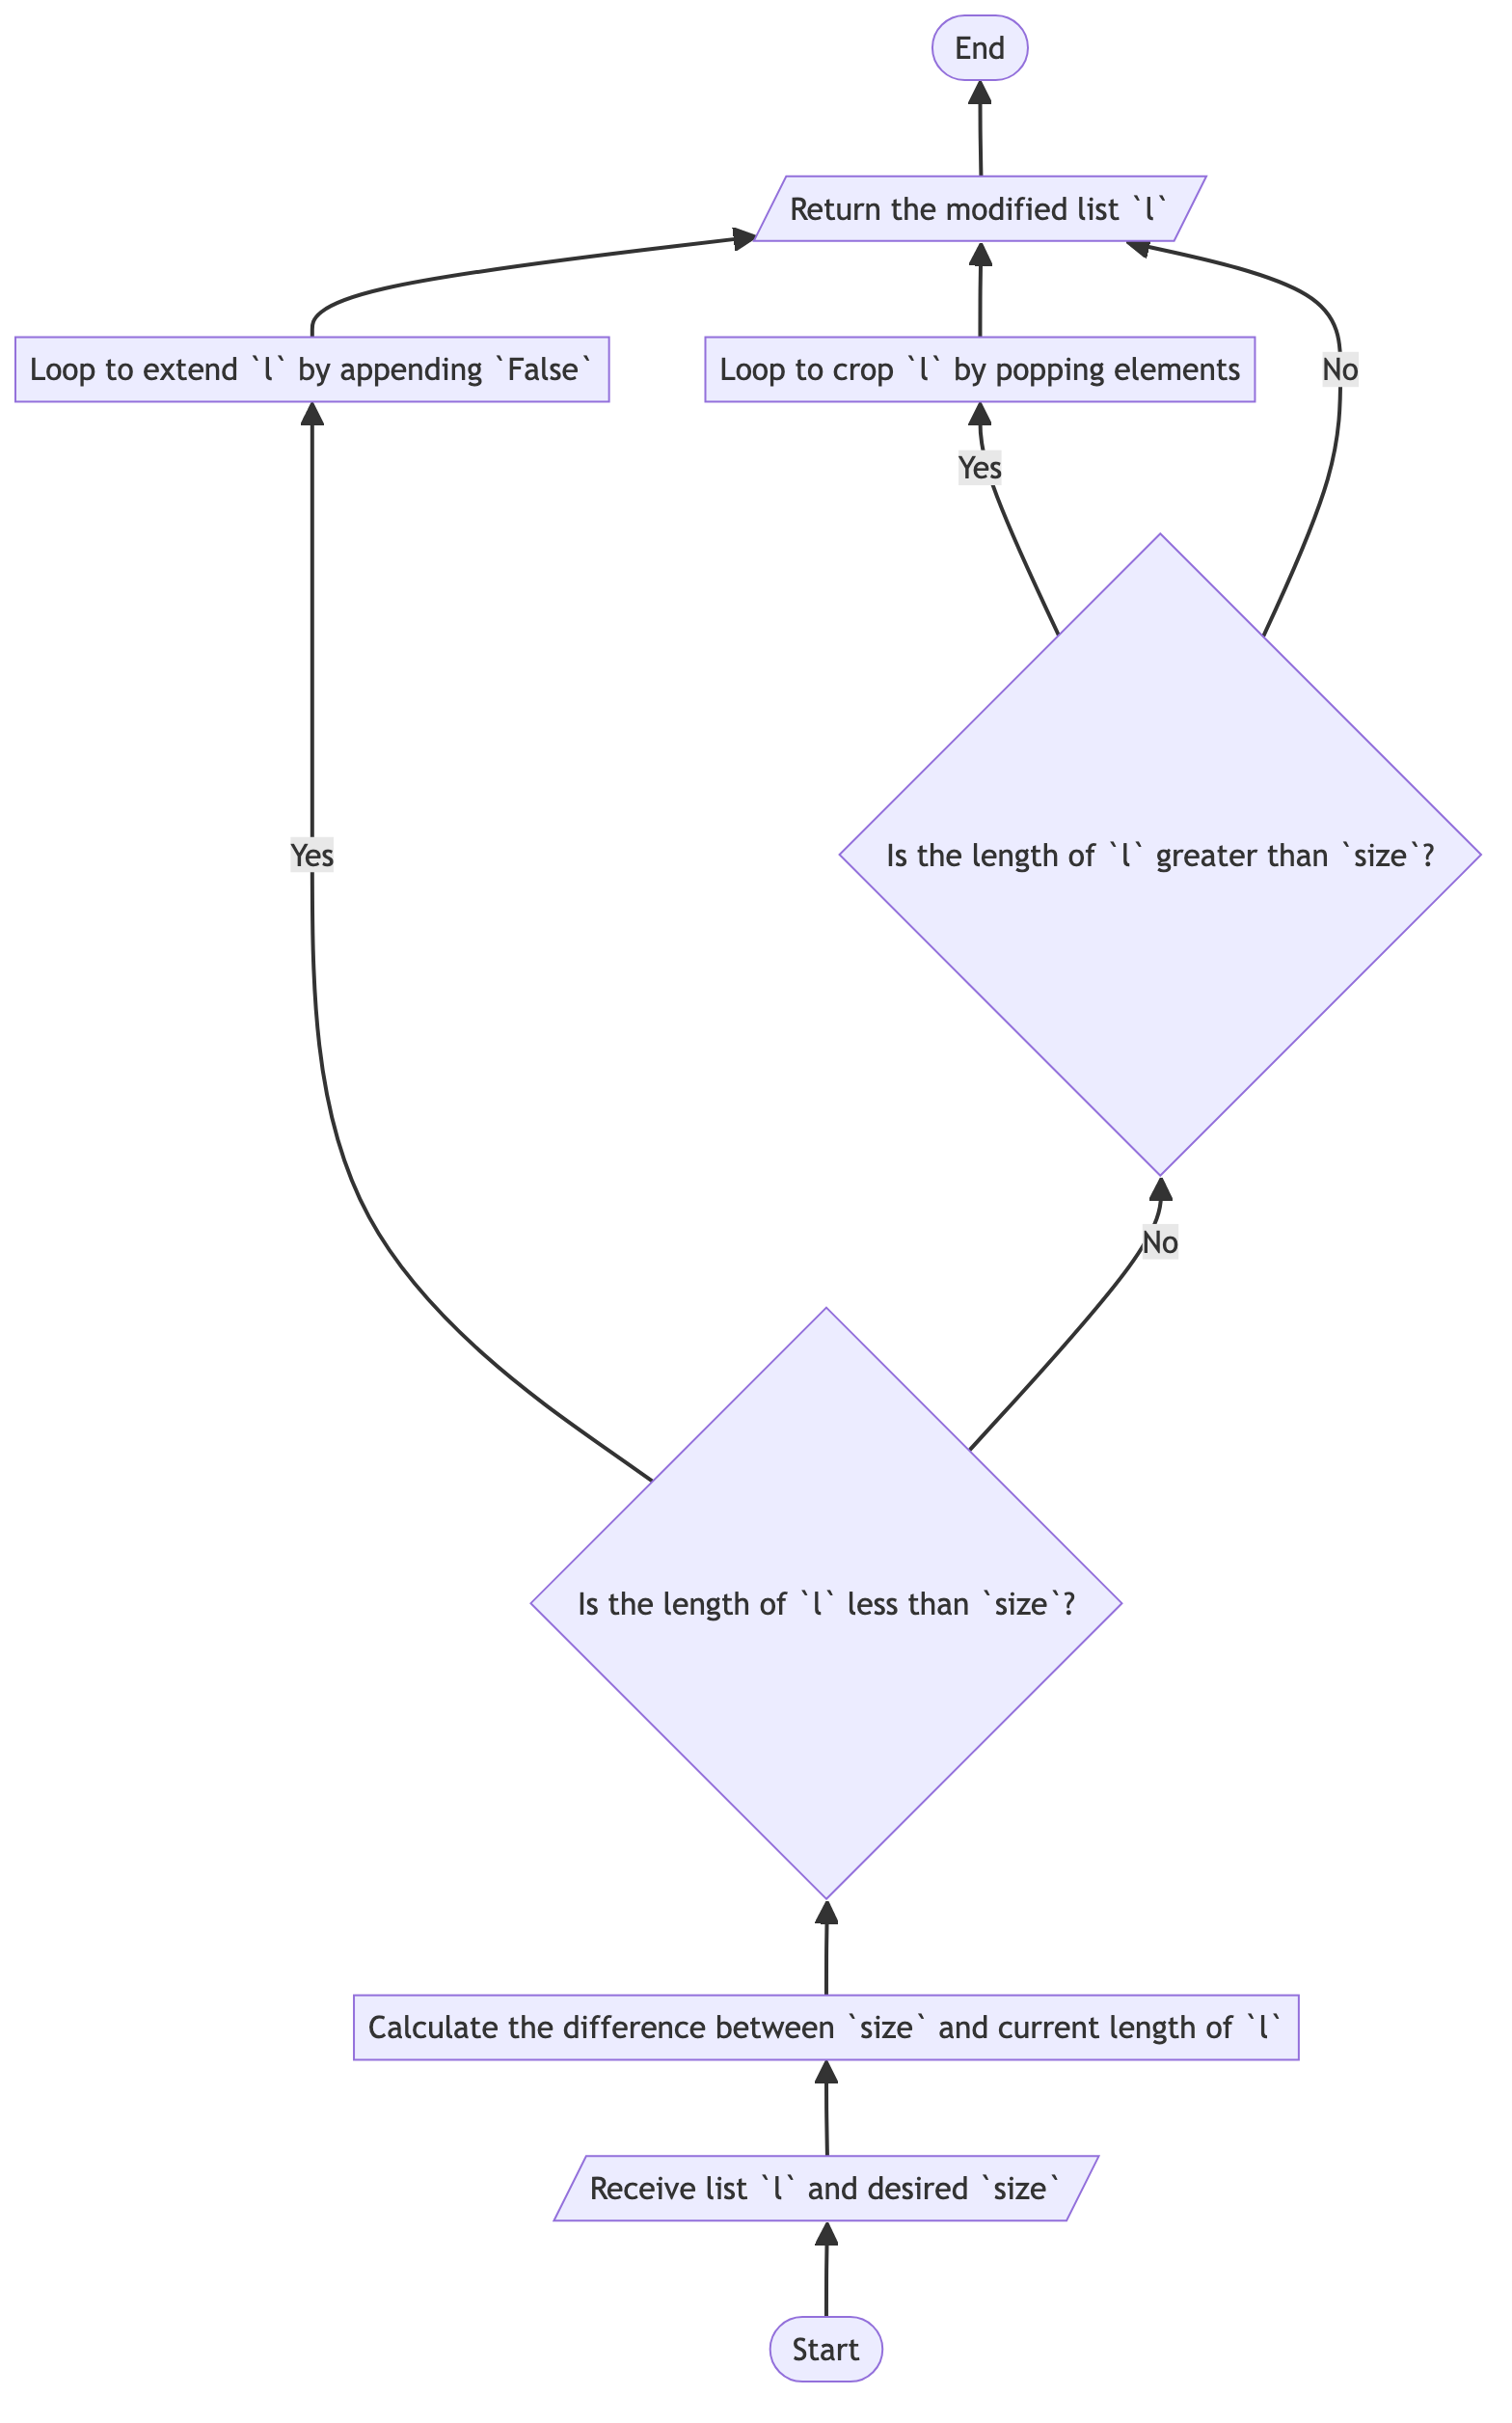 End
Return the modified list `l`
Loop to extend `l` by appending `False`
Loop to crop `l` by popping elements
No
Yes
Yes
Is the length of `l` greater than `size`?
No
Is the length of `l` less than `size`?
Calculate the difference between `size` and current length of `l`
Receive list `l` and desired `size`
Start